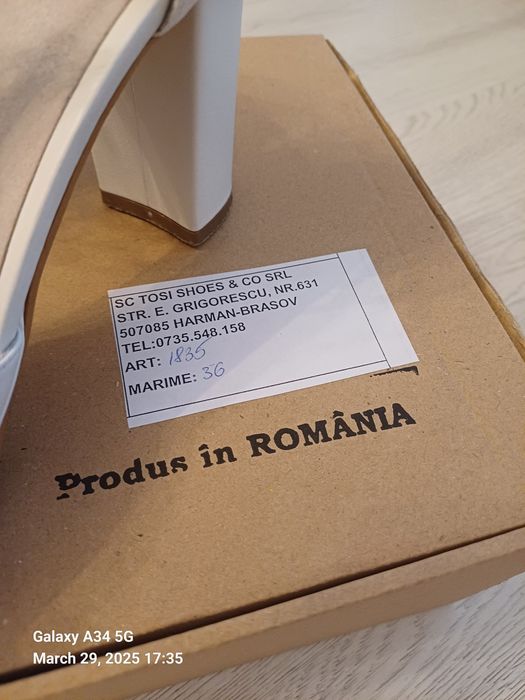 SC TOSI SHOES & CO SRL
STR. E. GRIGORESCU, NR.631
507085 HARMAN-BRASOV
TEL:0735.548.158
ART: 1835
MARIME: 36
Produs în ROMÂNIA
Galaxy A34 5G
March 29, 2025 17:35